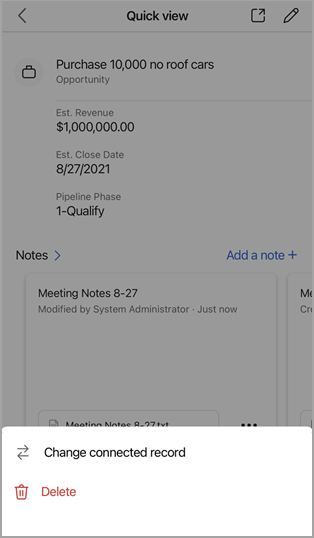 Quick view
Purchase 10,000 no roof cars
Opportunity
Est. Revenue
$1,000,000.00
Est. Close Date
8/27/2021
Pipeline Phase
1-Qualify
Notes
Add a note +
Meeting Notes 8-27
Modified by System Administrator · Just now
Me
Cre
Meeting Notes 8-27.txt
Change connected record
Delete